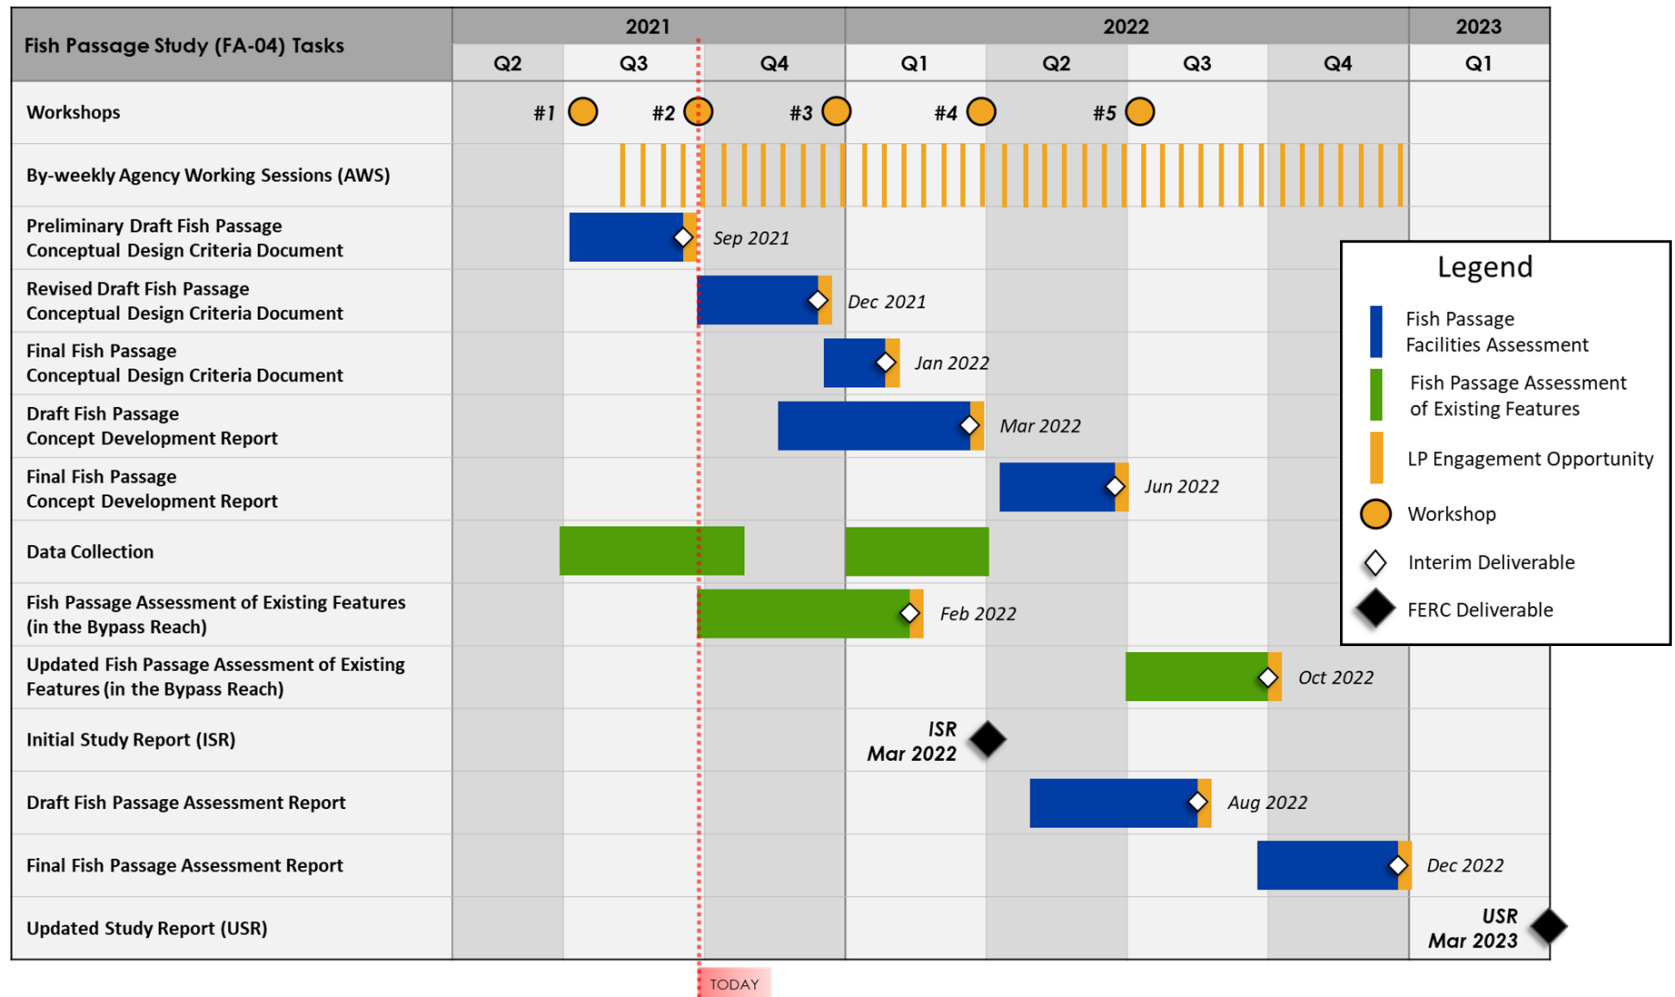 Fish Passage Study (FA-04) Tasks
2021
2022
2023
Q2
Q3
Q4
Q1
Q2
Q3
Q4
Q1
Workshops
#1
#2
#3
#4
#5
By-weekly Agency Working Sessions (AWS)
Preliminary Draft Fish Passage
Conceptual Design Criteria Document
Sep 2021
Revised Draft Fish Passage
Conceptual Design Criteria Document
Dec 2021
Final Fish Passage
Conceptual Design Criteria Document
Jan 2022
Draft Fish Passage
Concept Development Report
Mar 2022
Final Fish Passage
Concept Development Report
Jun 2022
Data Collection
Fish Passage Assessment of Existing Features
(in the Bypass Reach)
Feb 2022
Updated Fish Passage Assessment of Existing
Features (in the Bypass Reach)
Oct 2022
Initial Study Report (ISR)
ISR
Mar 2022
Draft Fish Passage Assessment Report
Aug 2022
Final Fish Passage Assessment Report
Dec 2022
Updated Study Report (USR)
USR
Mar 2023
TODAY
Legend
Fish Passage
Facilities Assessment
Fish Passage Assessment
of Existing Features
LP Engagement Opportunity
Workshop
Interim Deliverable
FERC Deliverable